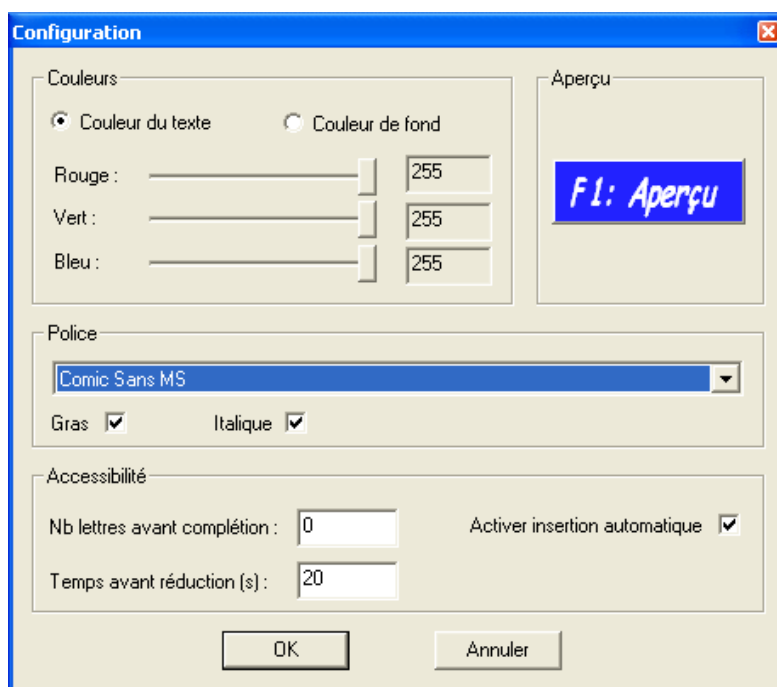 Configuration
Couleurs
Couleur du texte
Couleur de fond
Rouge :
255
Vert :
255
Bleu :
255
Aperçu
F1: Aperçu
Police
Comic Sans MS
Gras
Italique
Accessibilité
Nb lettres avant complétion :
0
Activer insertion automatique
Temps avant réduction (s) :
20
OK
Annuler